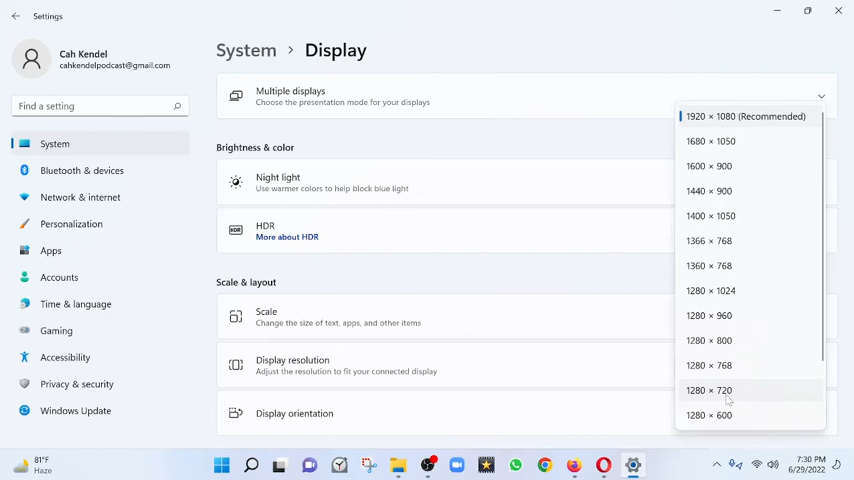 Settings
Cah Kendel
cahkendelpodcast@gmail.com
Find a setting
System
Bluetooth & devices
Network & internet
Personalization
Apps
Accounts
Time & language
Gaming
Accessibility
Privacy & security
Windows Update
System > Display
Multiple displays
Choose the presentation mode for your displays
Brightness & color
Night light
Use warmer colors to help block blue light
HDR
More about HDR
Scale & layout
Scale
Change the size of text, apps, and other items
Display resolution
Adjust the resolution to fit your connected display
Display orientation
1920 × 1080 (Recommended)
1680 × 1050
1600 × 900
1440 × 900
1400 × 1050
1366 × 768
1360 × 768
1280 × 1024
1280 × 960
1280 × 800
1280 × 768
1280 × 720
1280 × 600
81°F
Haze
7:30 PM
6/29/2022